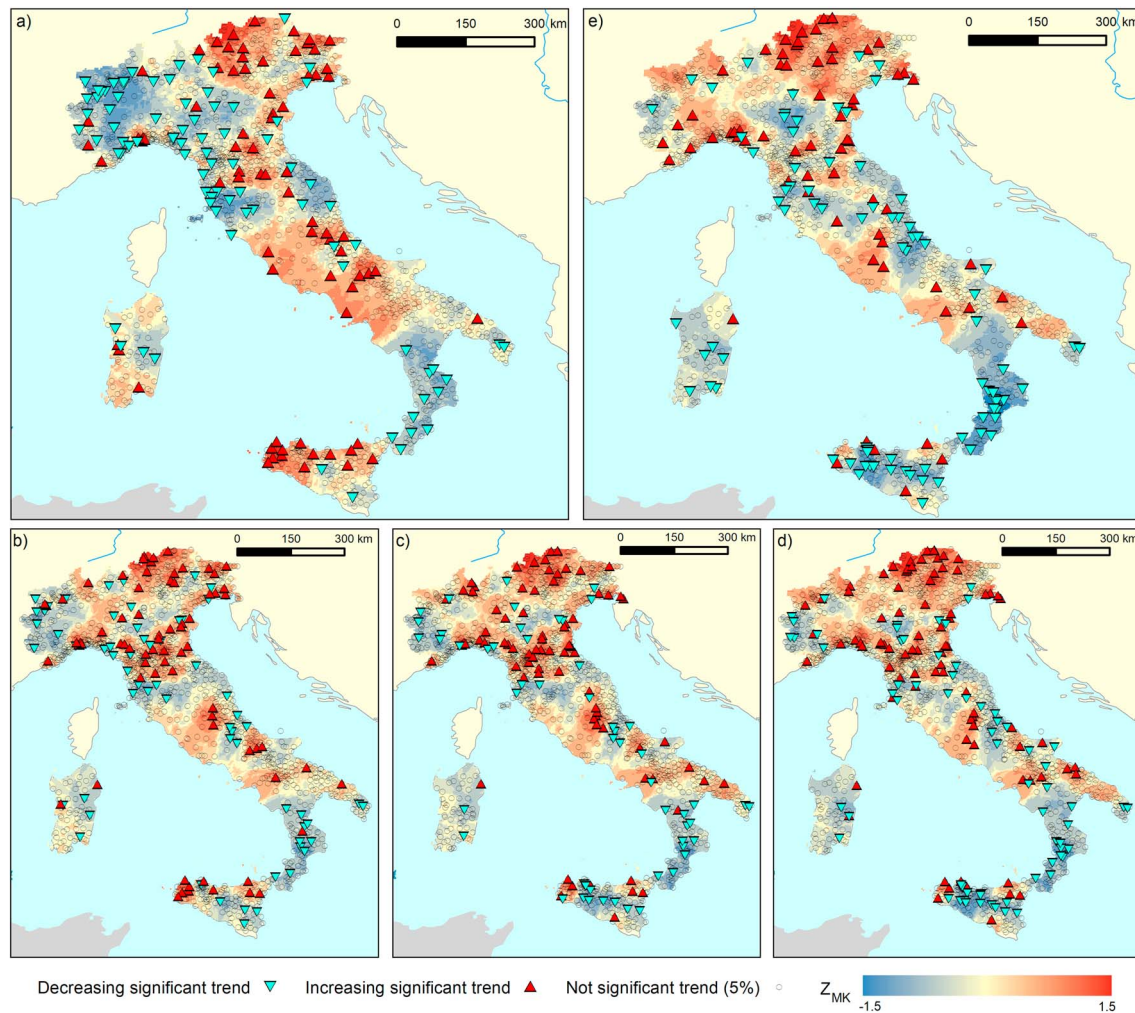 a)
0 150 300 km
e)
0 150 300 km
b)
0 150 300 km
c)
0 150 300 km
d)
0 150 300 km
Decreasing significant trend Increasing significant trend Not significant trend (5%) Z_MK -1.5 1.5